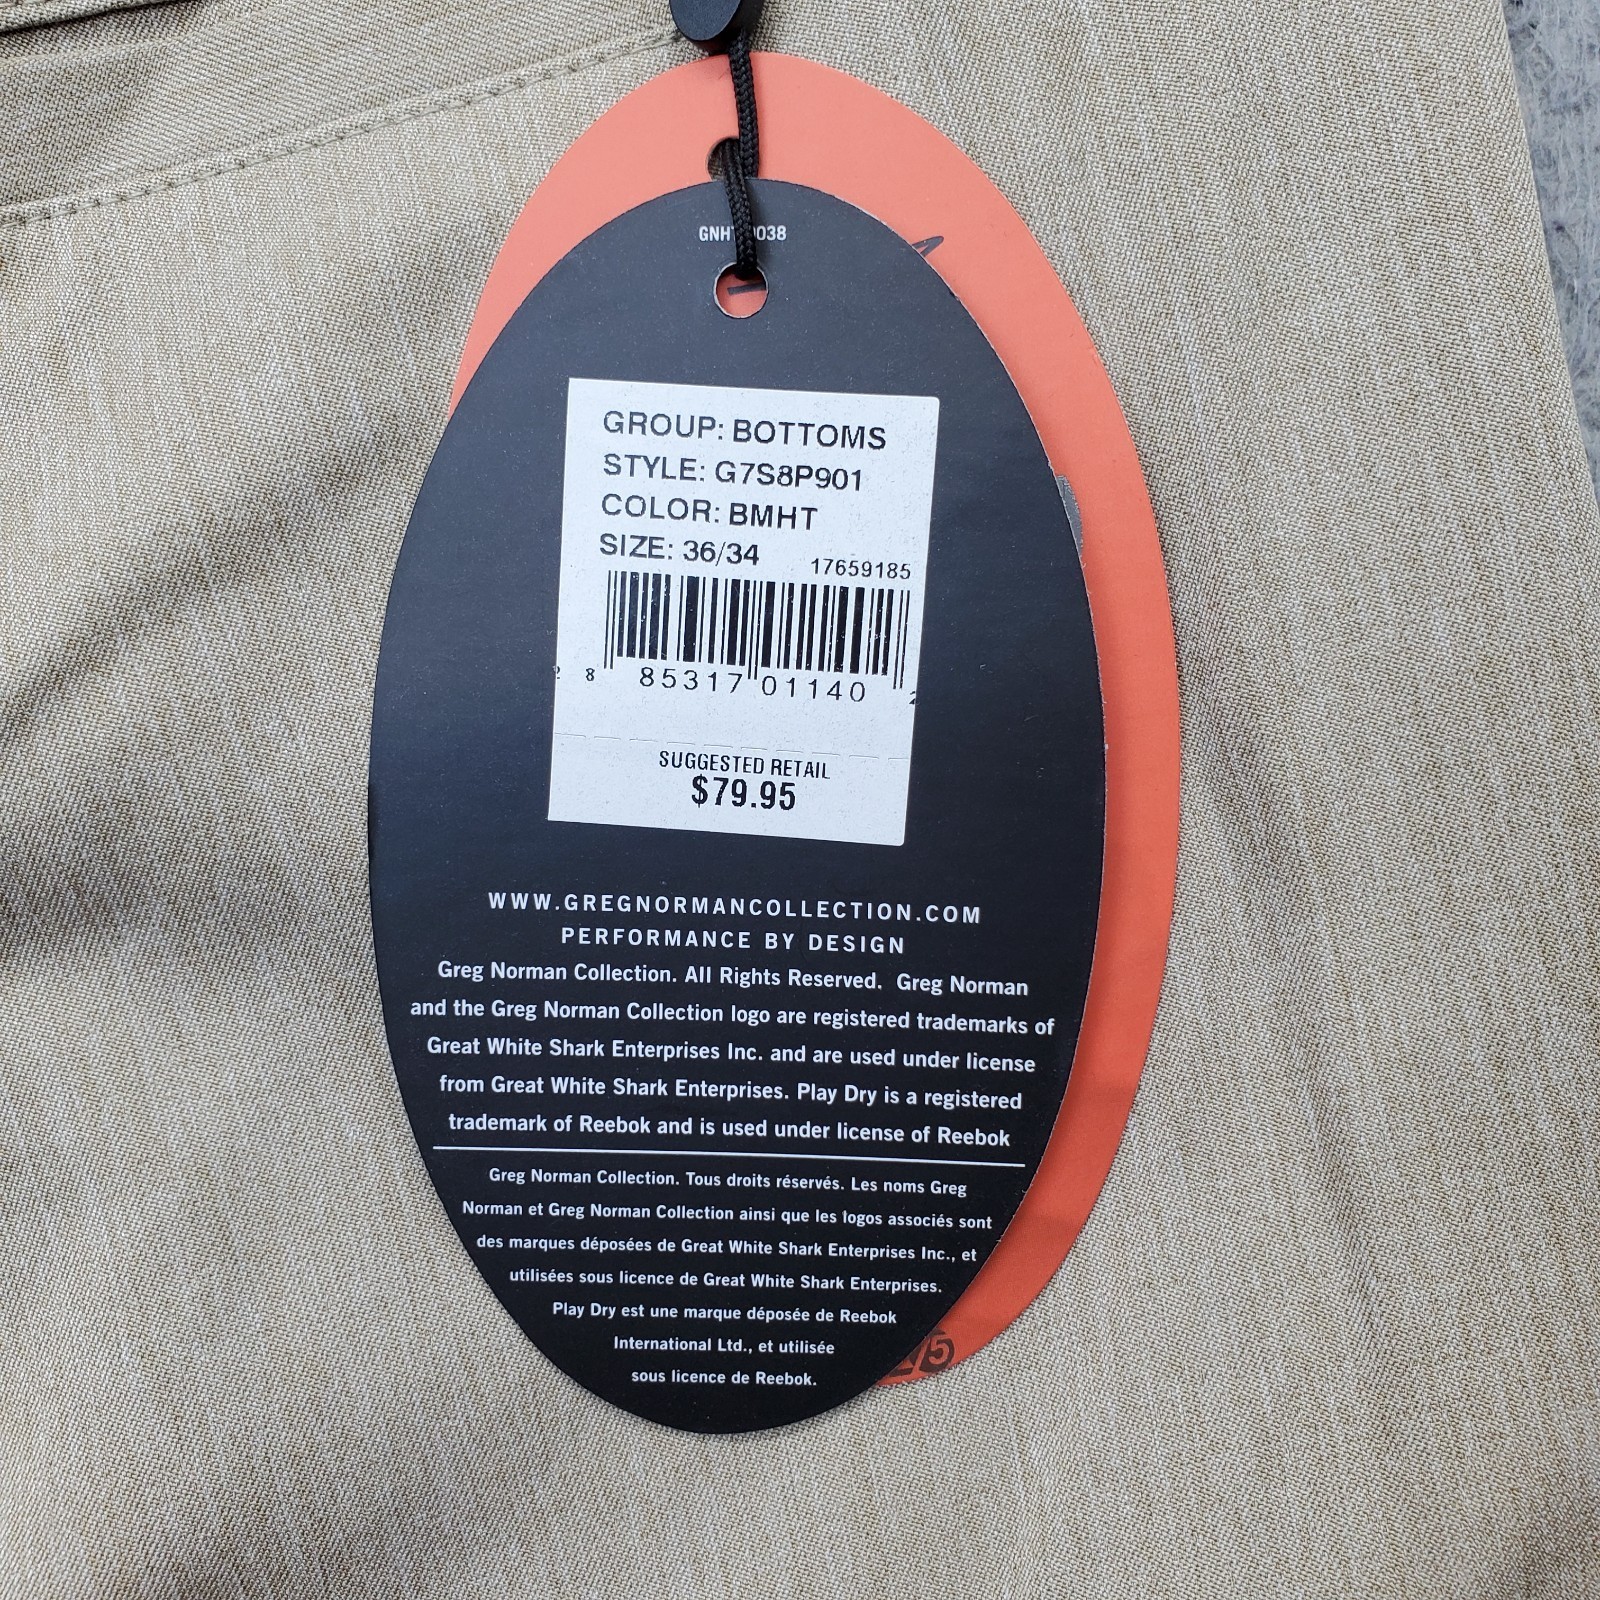 GROUP: BOTTOMS
STYLE: G7S8P901
COLOR: BMHT
SIZE: 36/34
17659185
8 85317 01140
SUGGESTED RETAIL
$79.95
WWW.GREGNORMANCOLLECTION.COM
PERFORMANCE BY DESIGN
Greg Norman Collection. All Rights Reserved. Greg Norman
and the Greg Norman Collection logo are registered trademarks of
Great White Shark Enterprises Inc. and are used under license
from Great White Shark Enterprises. Play Dry is a registered
trademark of Reebok and is used under license of Reebok
Greg Norman Collection. Tous droits réservés. Les noms Greg
Norman et Greg Norman Collection ainsi que les logos associés sont
des marques déposées de Great White Shark Enterprises Inc., et
utilisées sous licence de Great White Shark Enterprises.
Play Dry est une marque déposée de Reebok
International Ltd., et utilisée
sous licence de Reebok.